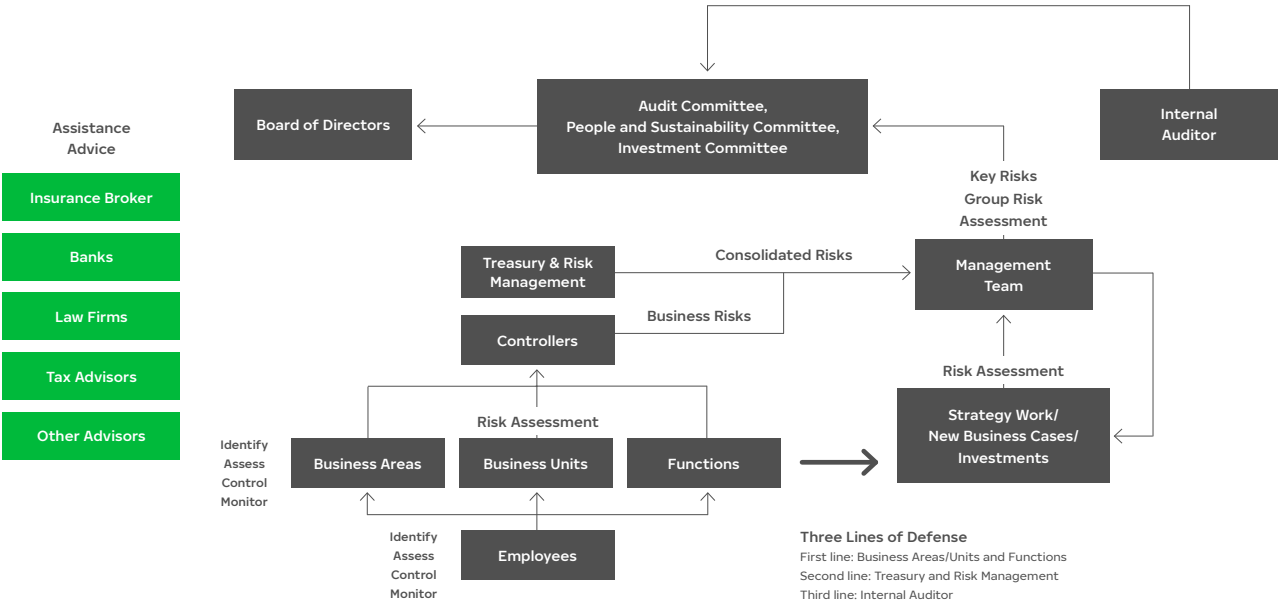 Assistance
Advice
Insurance Broker
Banks
Law Firms
Tax Advisors
Other Advisors
Board of Directors
Audit Committee,
People and Sustainability Committee,
Investment Committee
Internal
Auditor
Key Risks
Group Risk
Assessment
Treasury & Risk
Management
Consolidated Risks
Management
Team
Controllers
Business Risks
Risk Assessment
Strategy Work/
New Business Cases/
Investments
Risk Assessment
Identify
Assess
Control
Monitor
Business Areas
Business Units
Functions
Identify
Assess
Control
Monitor
Employees
Three Lines of Defense
First line: Business Areas/Units and Functions
Second line: Treasury and Risk Management
Third line: Internal Auditor